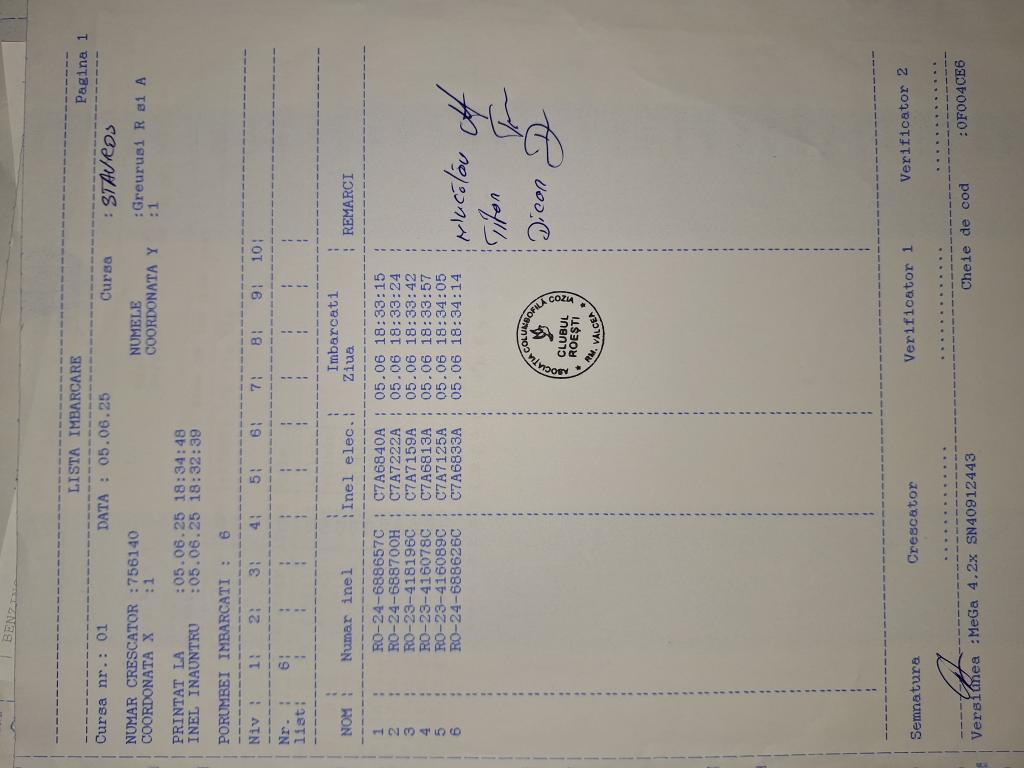 LISTA IMBARCARE
Pagina 1
Cursa nr.: 01 DATA : 05.06.25 Cursa : STAVROS
NUMAR CRESCATOR :756140 NUMELE :Greurusi R si A
COORDONATA X :1 COORDONATA Y :1
PRINTAT LA :05.06.25 18:34:48
INEL INAUNTRU :05.06.25 18:32:39
PORUMBEI IMBARCATI : 6
Niv : 1: 2: 3: 4: 5: 6: 7: 8: 9: 10:
Nr. : 6: : : : : : : : : :
list: : : : : : : : : : :
NOM : Numar inel :Inel elec.: Imbarcati Ziua : REMARCI
1 : RO-24-688657C : C7A6840A : 05.06 18:33:15 :
2 : RO-24-688700H : C7A7222A : 05.06 18:33:24 :
3 : RO-23-418196C : C7A7159A : 05.06 18:33:42 :
4 : RO-23-416078C : C7A6813A : 05.06 18:33:57 :
5 : RO-23-416089C : C7A7125A : 05.06 18:34:05 :
6 : RO-24-688626C : C7A6833A : 05.06 18:34:14 :
Dican
ASOCIATIA COLUMBOFILĂ COZIA
CLUBUL
ROEȘTI
* RM. VALCEA *
Semnatura Crescator Verificator 1 Verificator 2
Versiunea :MeGa 4.2x SN40912443 Cheie de cod :0F004CE6
BENZIN